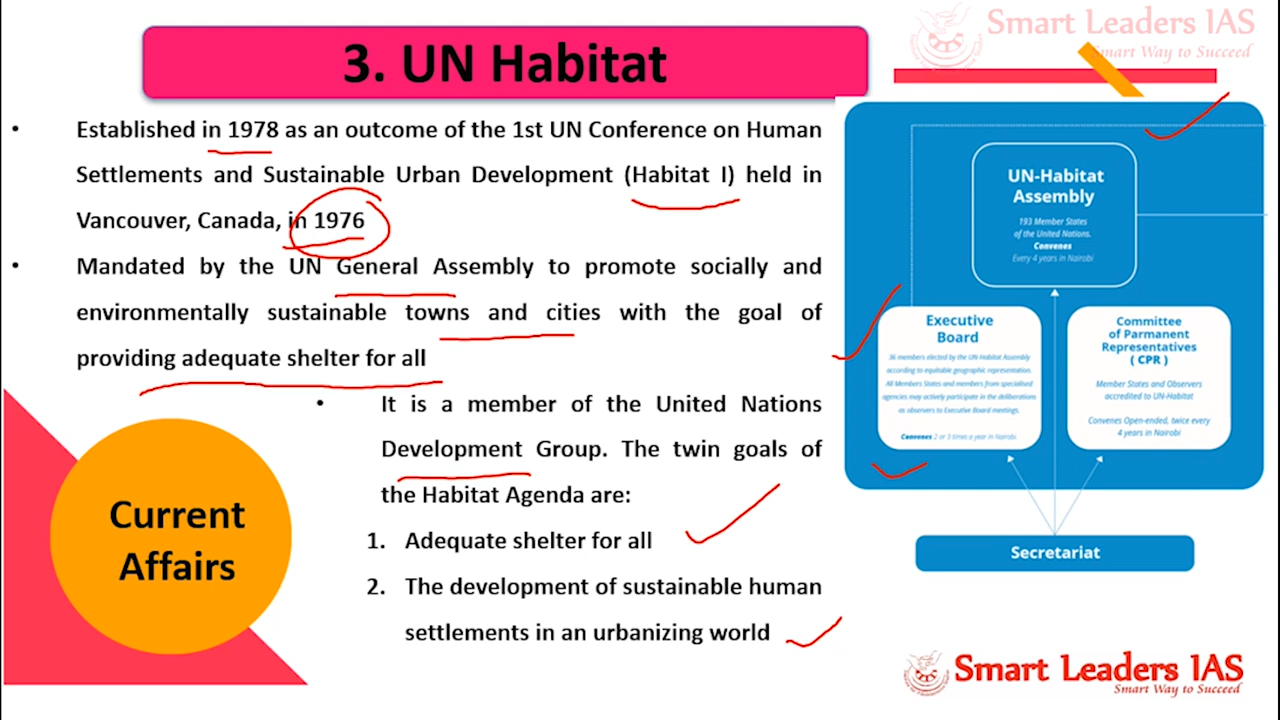 Smart Leaders IAS
Smart Way to Succeed
3. UN Habitat
• Established in 1978 as an outcome of the 1st UN Conference on Human
Settlements and Sustainable Urban Development (Habitat I) held in
Vancouver, Canada, in 1976
• Mandated by the UN General Assembly to promote socially and
environmentally sustainable towns and cities with the goal of
providing adequate shelter for all
• It is a member of the United Nations
Development Group. The twin goals of
the Habitat Agenda are:
1. Adequate shelter for all
2. The development of sustainable human
settlements in an urbanizing world
Current
Affairs
UN-Habitat
Assembly
193 Member States
of the United Nations.
Convenes
Every 4 years in Nairobi
Executive
Board
36 members elected by the UN-Habitat Assembly
according to equitable geographic representation.
All Members States and members from specialised
agencies may actively participate in the deliberations
as observers to Executive Board meetings.
Convenes 2 or 3 times a year in Nairobi.
Committee
of Parmanent
Representatives
( CPR )
Member States and Observers
accredited to UN-Habitat
Convenes Open-ended, twice every
4 years in Nairobi
Secretariat
Smart Leaders IAS
Smart Way to Succeed